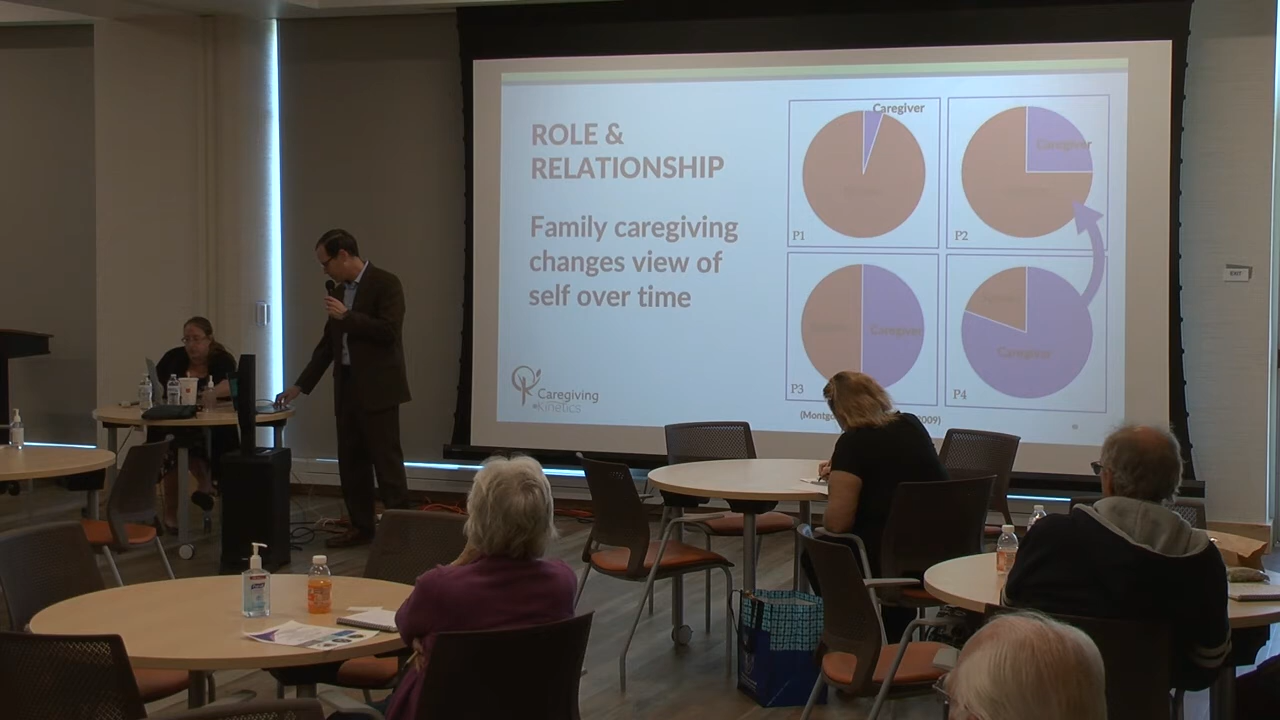 ROLE &
RELATIONSHIP
Family caregiving
changes view of
self over time
Caregiving
Kinetics
Caregiver
P1
Caregiver
P2
Caregiver
P3
Caregiver
P4
2009)
EXIT